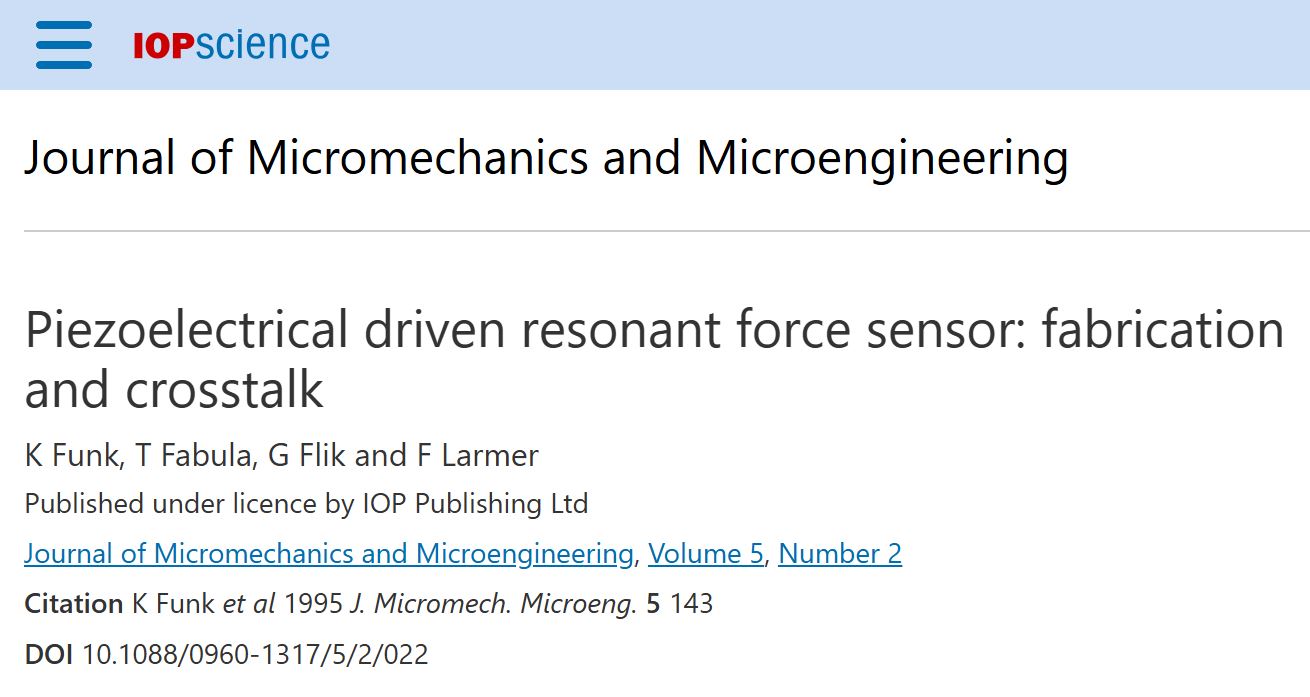 IOPscience
Journal of Micromechanics and Microengineering
Piezoelectrical driven resonant force sensor: fabrication
and crosstalk
K Funk, T Fabula, G Flik and F Larmer
Published under licence by IOP Publishing Ltd
Journal of Micromechanics and Microengineering, Volume 5, Number 2
Citation K Funk et al 1995 J. Micromech. Microeng. 5 143
DOI 10.1088/0960-1317/5/2/022